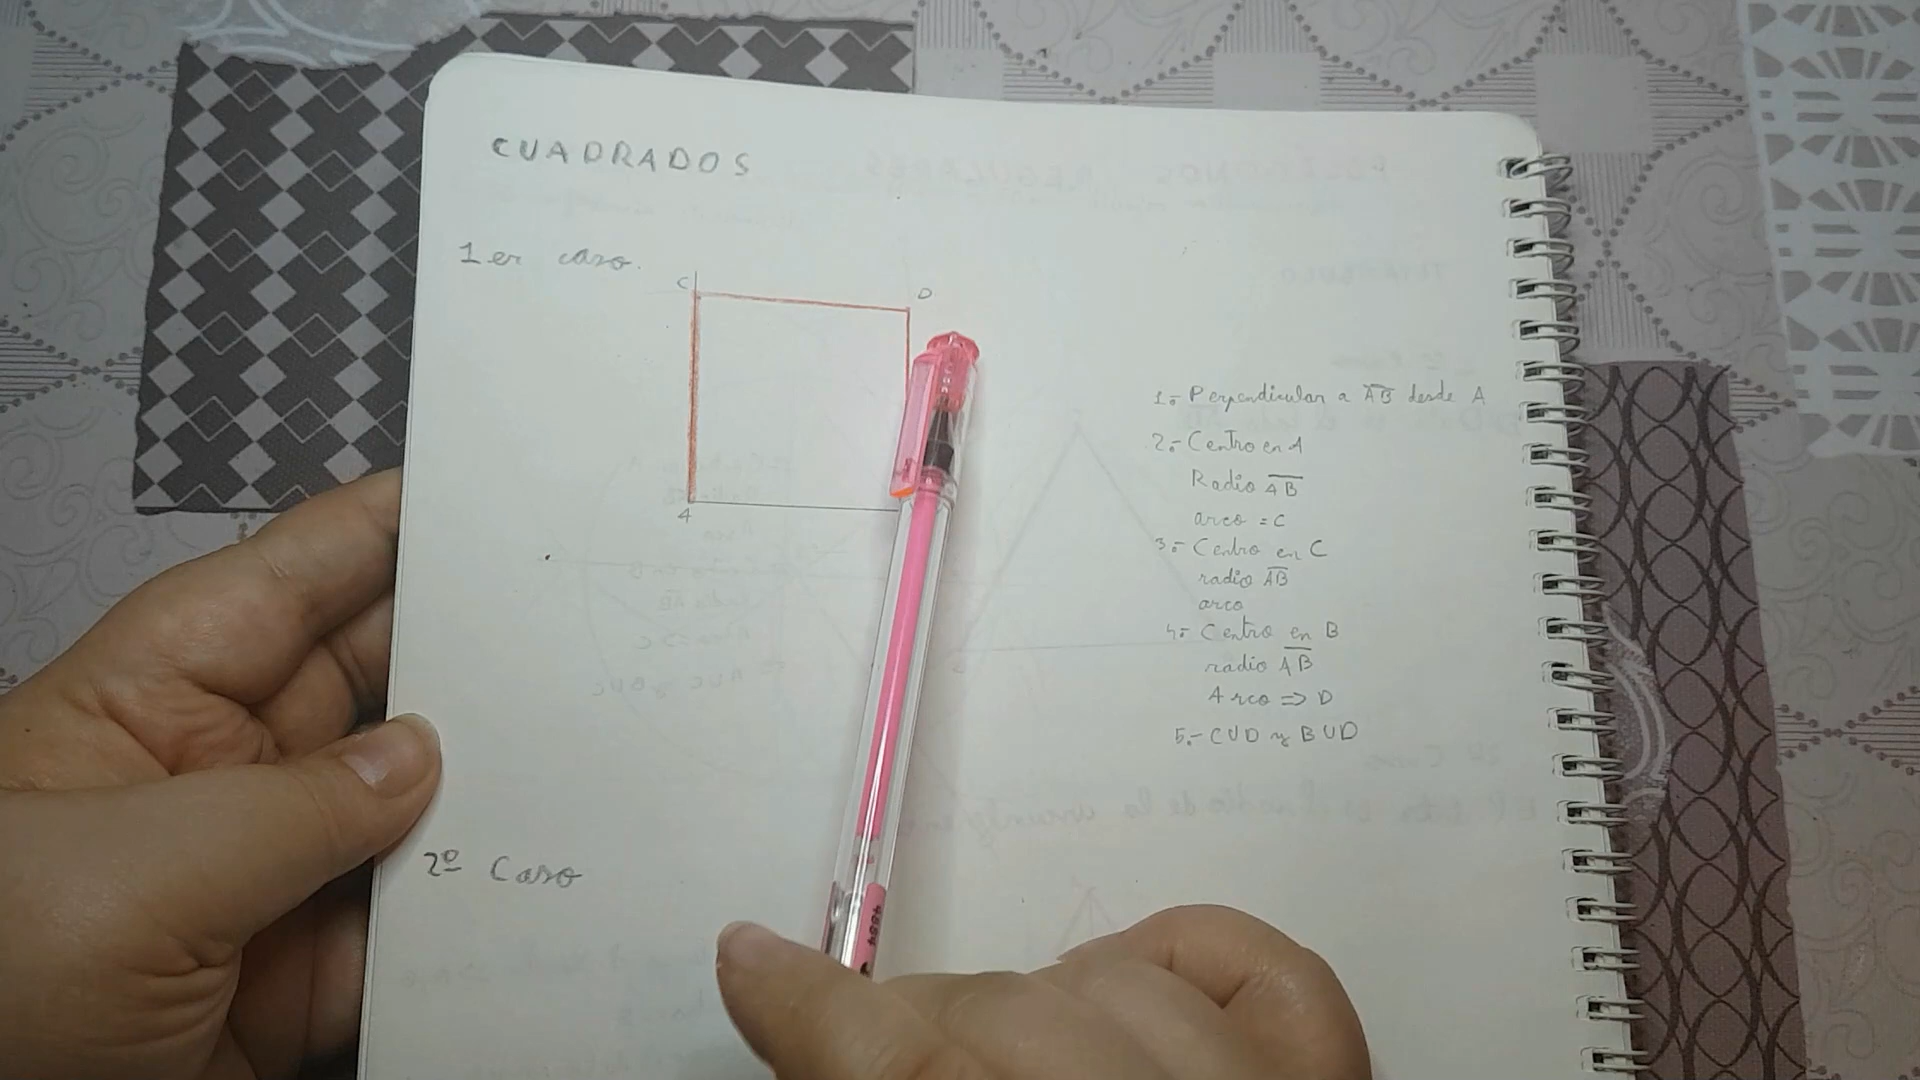 CUADRADOS
1er caso.
C
D
A
1.- Perpendicular a AB desde A
2.- Centro en A
Radio AB
arco = C
3.- Centro en C
radio AB
arco
4.- Centro en B
radio AB
Arco => D
5.- CUD y BUD
2º Caso
4884